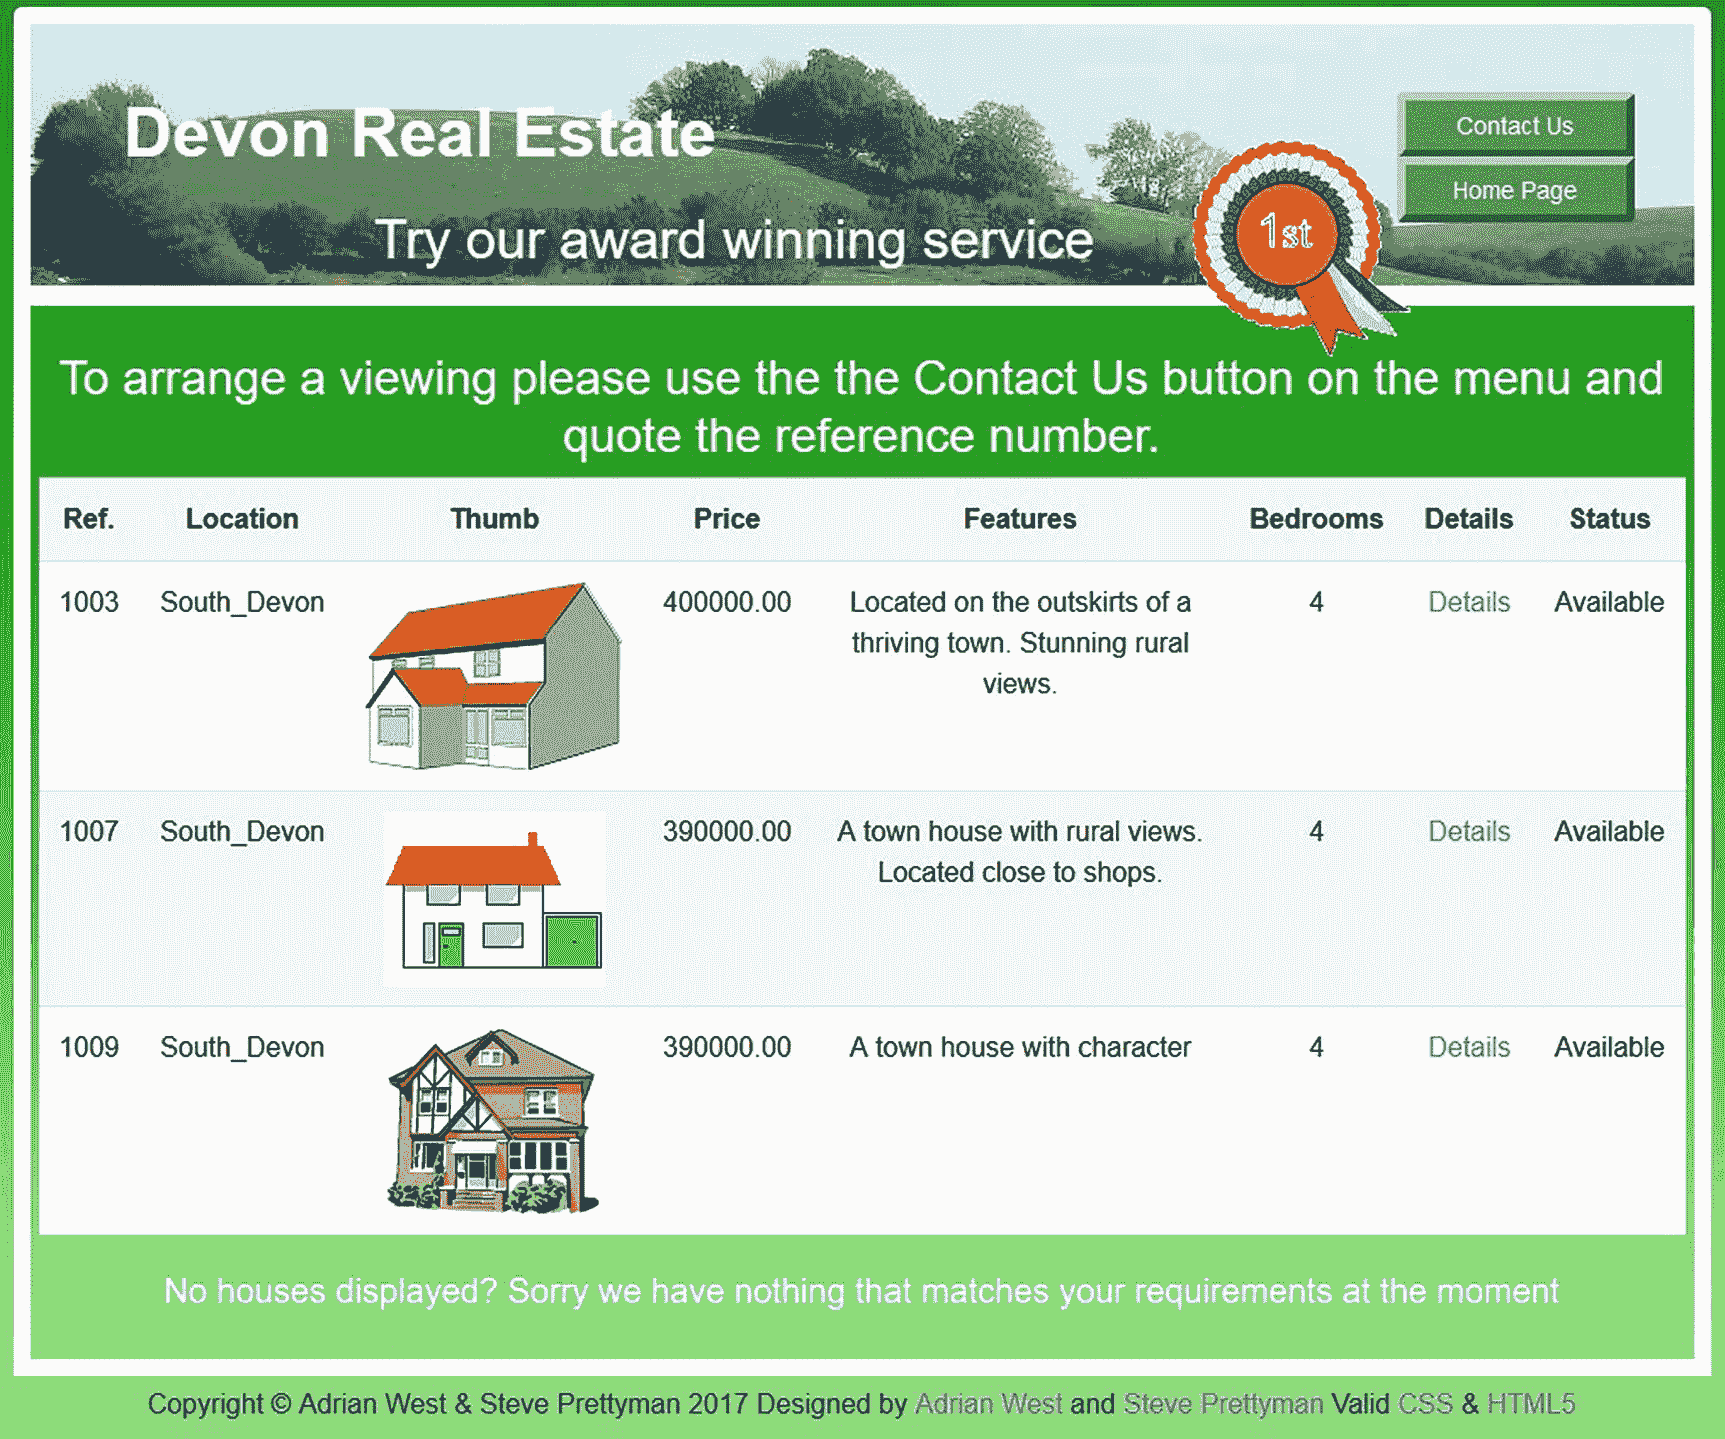 Devon Real Estate
Try our award winning service
1st
Contact Us
Home Page
To arrange a viewing please use the the Contact Us button on the menu and
quote the reference number.
Ref. Location Thumb Price Features Bedrooms Details Status
1003 South_Devon 400000.00 Located on the outskirts of a 4 Details Available
thriving town. Stunning rural
views.
1007 South_Devon 390000.00 A town house with rural views. 4 Details Available
Located close to shops.
1009 South_Devon 390000.00 A town house with character 4 Details Available
No houses displayed? Sorry we have nothing that matches your requirements at the moment
Copyright © Adrian West & Steve Prettyman 2017 Designed by Adrian West and Steve Prettyman Valid CSS & HTML5